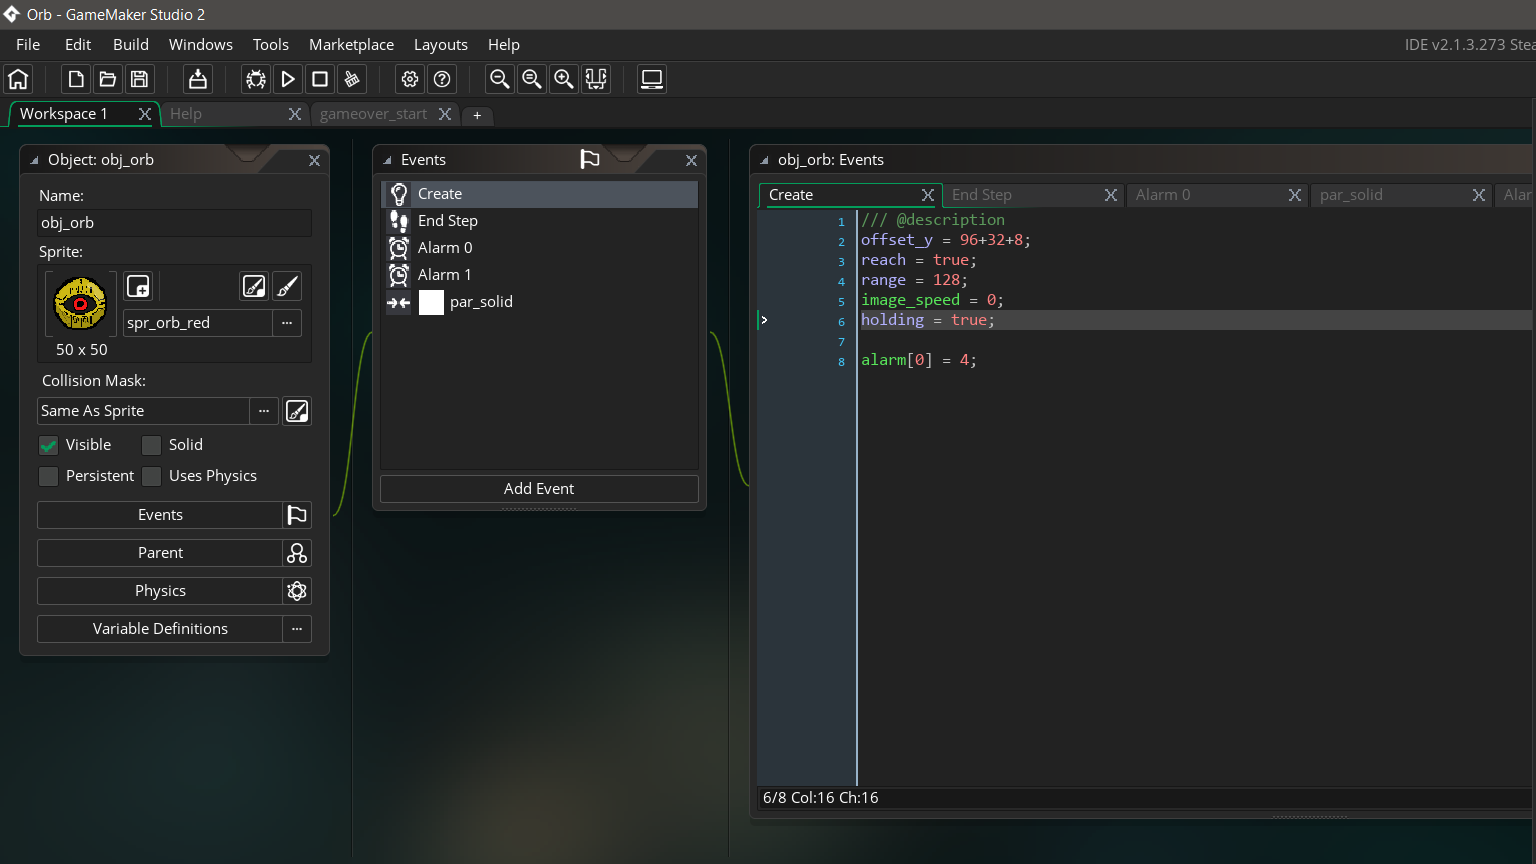 Orb - GameMaker Studio 2
File Edit Build Windows Tools Marketplace Layouts Help
IDE v2.1.3.273 Stea
Workspace 1 Help gameover_start +
Object: obj_orb
Name:
obj_orb
Sprite:
spr_orb_red ...
50 x 50
Collision Mask:
Same As Sprite ...
Visible Solid
Persistent Uses Physics
Events
Parent
Physics
Variable Definitions ...
Events
Create
End Step
Alarm 0
Alarm 1
par_solid
Add Event
obj_orb: Events
Create End Step Alarm 0 par_solid Alar
1 /// @description
2 offset_y = 96+32+8;
3 reach = true;
4 range = 128;
5 image_speed = 0;
6 holding = true;
7
8 alarm[0] = 4;
6/8 Col:16 Ch:16